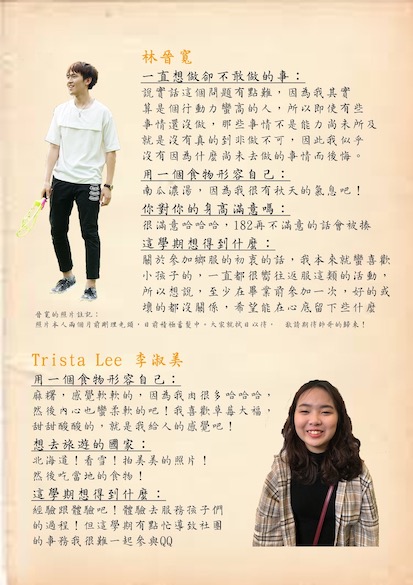 林晉寬
一直想做卻不敢做的事：
說實話這個問題有點難，因為我其實
算是個行動力蠻高的人，所以即使有些
事情還沒做，那些事情不是能力尚未所及
就是沒有真的到非做不可，因此我似乎
沒有因為什麼尚未去做的事情而後悔。
用一個食物形容自己：
南瓜濃湯，因為我很有秋天的氣息吧！
你對你的身高滿意嗎：
很滿意哈哈哈，182再不滿意的話會被揍
這學期想得到什麼：
關於參加鄉服的初衷的話，我本來就蠻喜歡
小孩子的，一直都很嚮往返服這類的活動，
所以想說，至少在畢業前參加一次，好的或
壞的都沒關係，希望能在心底留下些什麼
晉寬的照片註記：
照片本人兩個月前剛理光頭，目前積極蓄髮中。大家就拭目以待，　敬請期待帥哥的歸來！
Trista Lee 李淑美
用一個食物形容自己：
麻糬，感覺軟軟的，因為我肉很多哈哈哈，
然後內心也蠻柔軟的吧！我喜歡草莓大福，
甜甜酸酸的，就是我給人的感覺吧！
想去旅遊的國家：
北海道！看雪！拍美美的照片！
然後吃當地的食物！
這學期想得到什麼：
經驗跟體驗吧！體驗去服務孩子們
的過程！但這學期有點忙導致社團
的事務我很難一起參與QQ